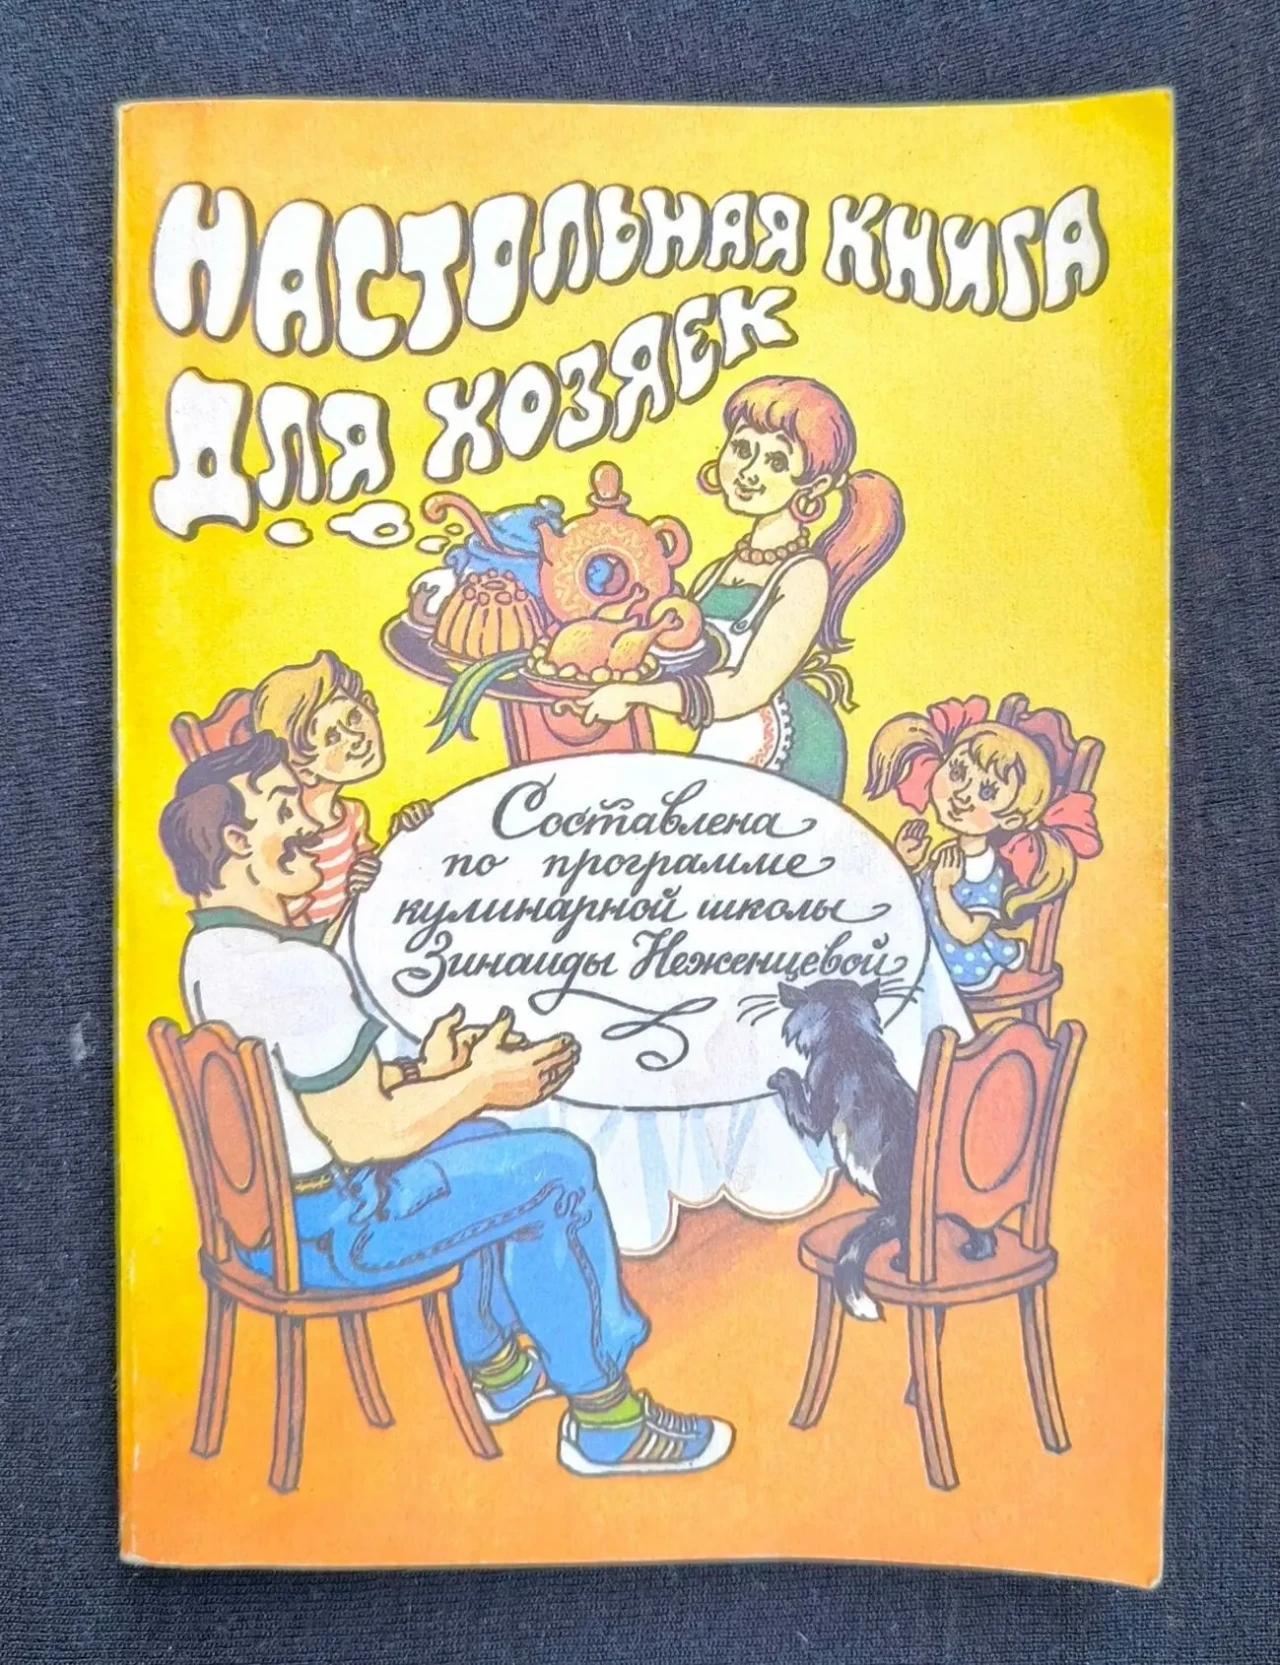 НАСТОЛЬНАЯ КНИГА
ДЛЯ ХОЗЯЕК
Составлена
по программе
кулинарной школы
Зинаиды Неженцевой